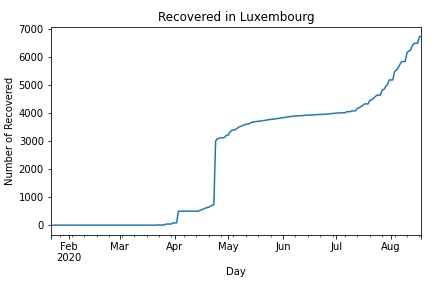 Recovered in Luxembourg
Number of Recovered
7000
6000
5000
4000
3000
2000
1000
0
Feb Mar Apr May Jun Jul Aug
2020
Day